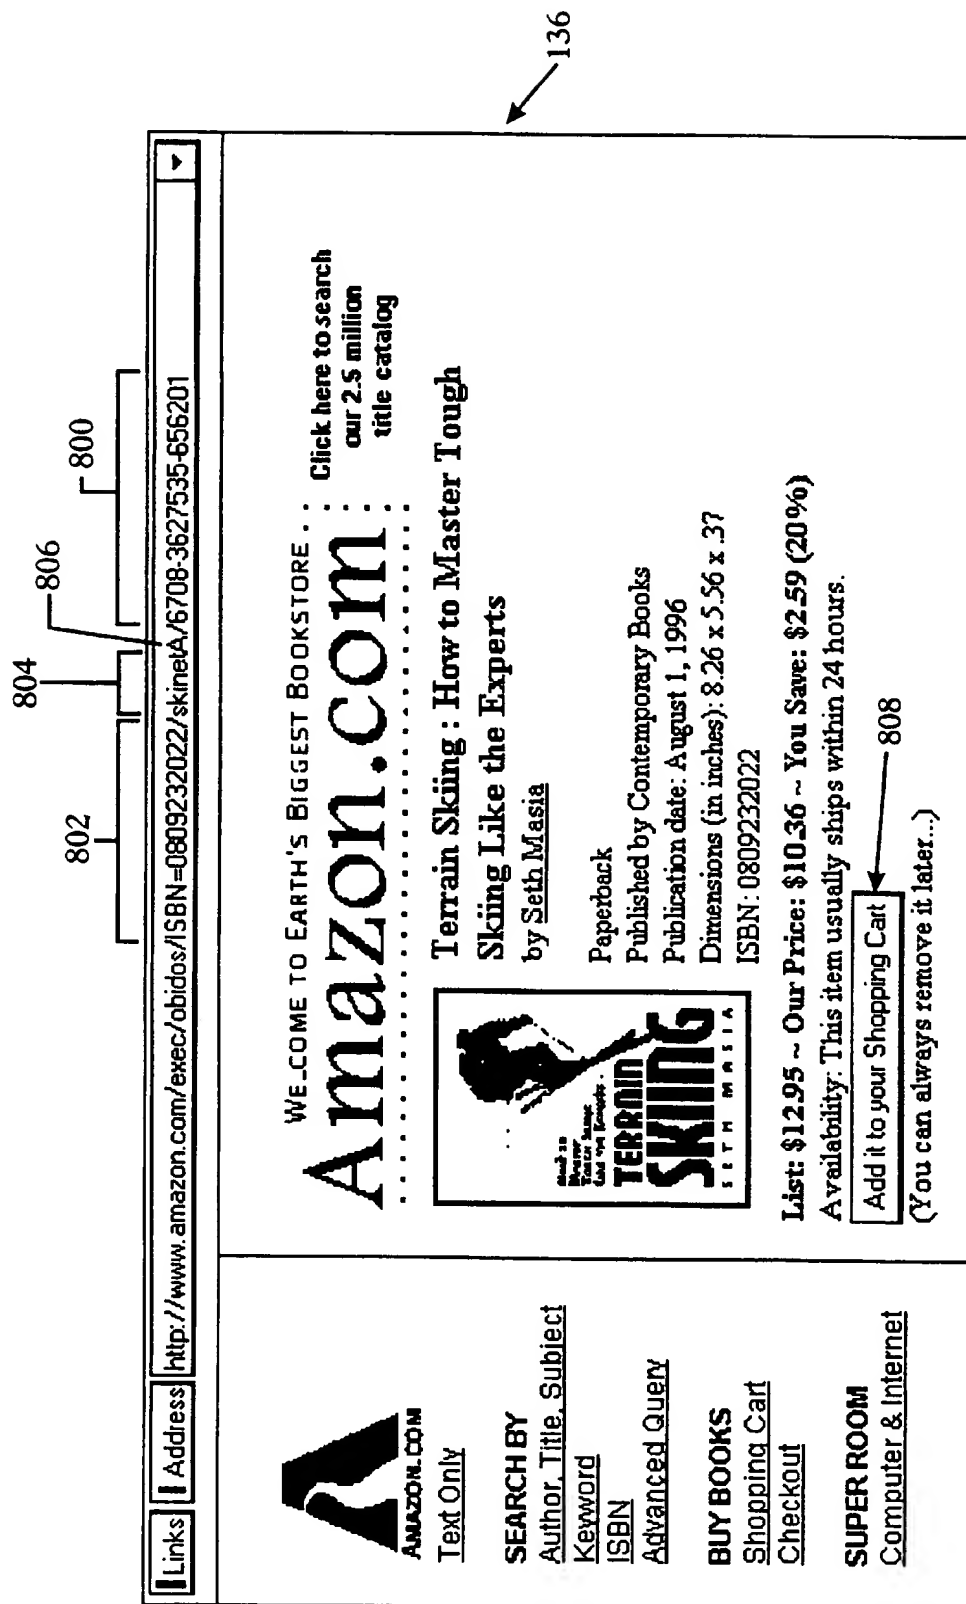 136
800
806
804
802
Links Address http://www.amazon.com/exec/obidos/ISBN=0809232022/skinetA/6708-3627535-656201
AMAZON.COM
Text Only
SEARCH BY
Author, Title, Subject
Keyword
ISBN
Advanced Query
BUY BOOKS
Shopping Cart
Checkout
SUPER ROOM
Computer & Internet
WELCOME TO EARTH'S BIGGEST BOOKSTORE
Amazon.com
Click here to search
our 2.5 million
title catalog
Terrain Skiing : How to Master Tough
Skiing Like the Experts
by Seth Masia
TERRAIN
SKIING
SETH MASIA
Paperback
Published by Contemporary Books
Publication date: August 1, 1996
Dimensions (in inches): 8.26 x 5.56 x .37
ISBN: 0809232022
List: $12.95 ~ Our Price: $10.36 ~ You Save: $2.59 (20%)
Availability: This item usually ships within 24 hours.
Add it to your Shopping Cart
808
(You can always remove it later...)